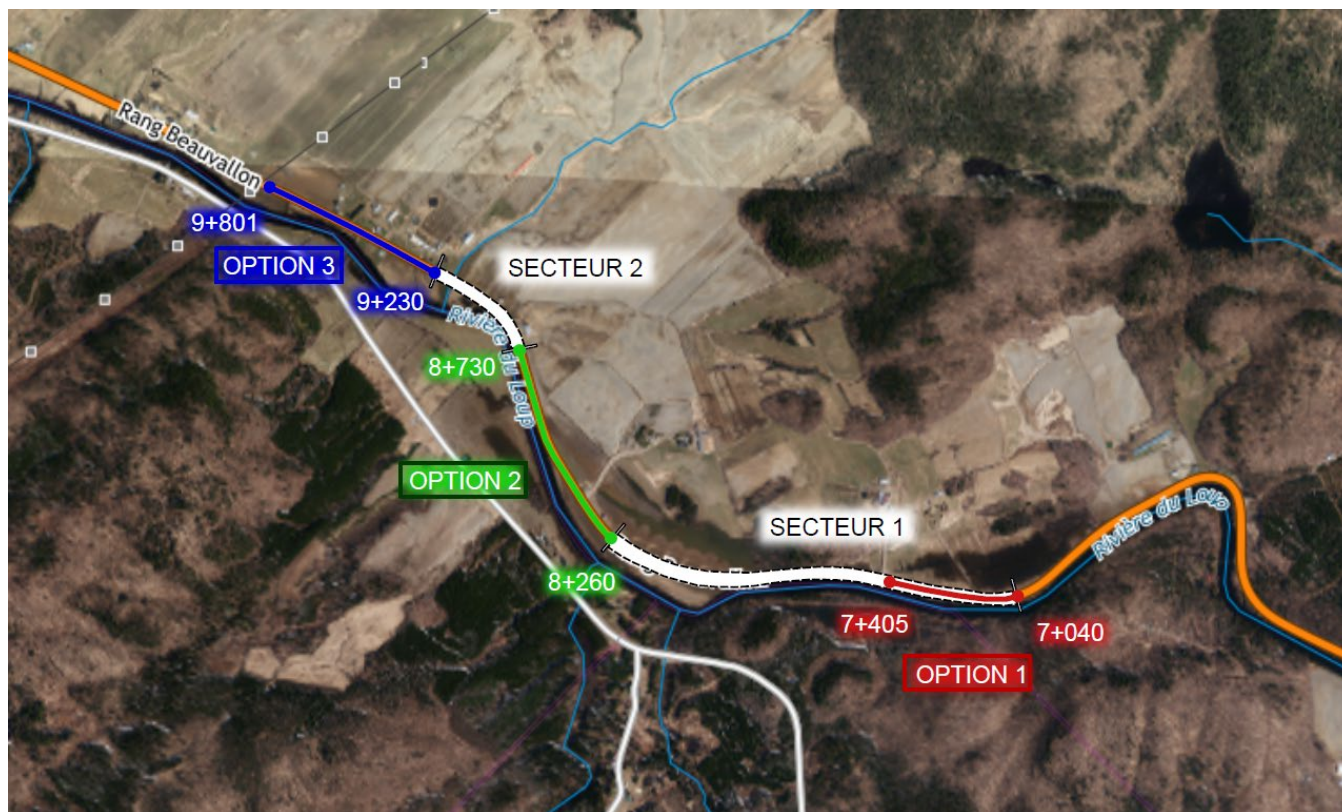 Rang Beauvallon
9+801
OPTION 3
SECTEUR 2
9+230
Rivière du Loup
8+730
OPTION 2
SECTEUR 1
Rivière du Loup
8+260
7+405
7+040
OPTION 1